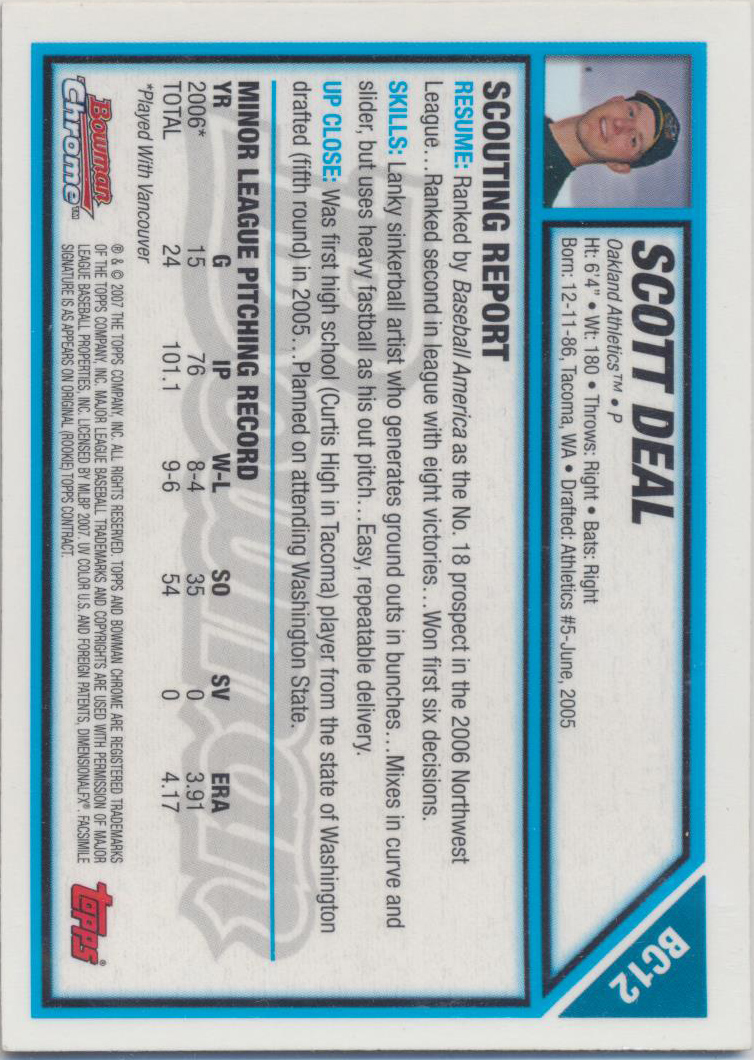 SCOTT DEAL
Oakland Athletics™ • P
Ht: 6'4" • Wt: 180 • Throws: Right • Bats: Right
Born: 12-11-86, Tacoma, WA • Drafted: Athletics #5-June, 2005
BC12
SCOUTING REPORT
RESUME: Ranked by Baseball America as the No. 18 prospect in the 2006 Northwest
League...Ranked second in league with eight victories...Won first six decisions.
SKILLS: Lanky sinkerball artist who generates ground outs in bunches...Mixes in curve and
slider, but uses heavy fastball as his out pitch...Easy, repeatable delivery.
UP CLOSE: Was first high school (Curtis High in Tacoma) player from the state of Washington
drafted (fifth round) in 2005...Planned on attending Washington State.
MINOR LEAGUE PITCHING RECORD
YR G IP W-L SO SV ERA
2006* 15 76 8-4 35 0 3.91
TOTAL 24 101.1 9-6 54 0 4.17
*Played With Vancouver
Bowman
Chrome™
® & © 2007 THE TOPPS COMPANY, INC. ALL RIGHTS RESERVED. TOPPS AND BOWMAN CHROME ARE REGISTERED TRADEMARKS
OF THE TOPPS COMPANY, INC. MAJOR LEAGUE BASEBALL TRADEMARKS AND COPYRIGHTS ARE USED WITH PERMISSION OF MAJOR
LEAGUE BASEBALL PROPERTIES, INC. LICENSED BY MLBP 2007. UV COLOR U.S. AND FOREIGN PATENTS, DIMENSIONALFX®. FACSIMILE
SIGNATURE IS AS APPEARS ON ORIGINAL (ROOKIE) TOPPS CONTRACT.
topps®
Bowman